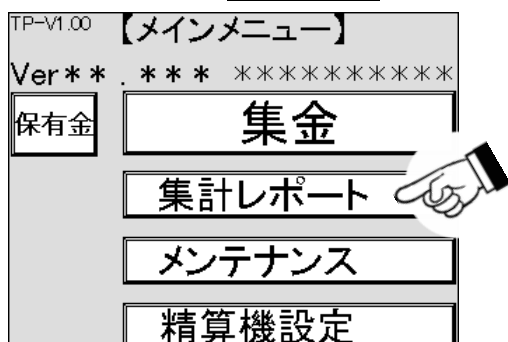 TP-V1.00 【メインメニュー】
Ver** . *** **********
保有金 集金
集計レポート
メンテナンス
精算機設定